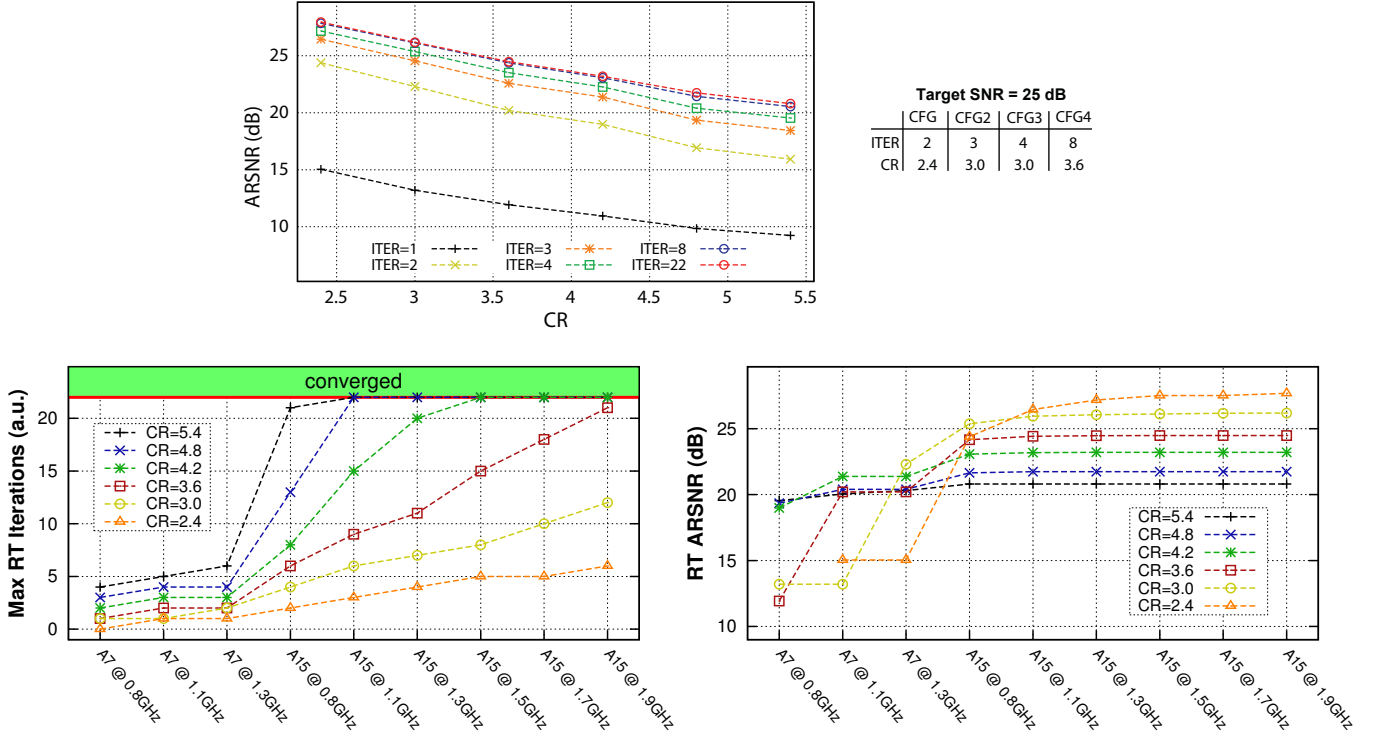 25
20
15
10
ARSNR (dB)
ITER=1 ITER=3 ITER=8
ITER=2 ITER=4 ITER=22
2.5 3 3.5 4 4.5 5 5.5
CR
Target SNR = 25 dB
CFG CFG2 CFG3 CFG4
ITER 2 3 4 8
CR 2.4 3.0 3.0 3.6
converged
20
15
10
5
0
Max RT Iterations (a.u.)
CR=5.4
CR=4.8
CR=4.2
CR=3.6
CR=3.0
CR=2.4
A7 @ 0.8GHz
A7 @ 1.1GHz
A7 @ 1.3GHz
A15 @ 0.8GHz
A15 @ 1.1GHz
A15 @ 1.3GHz
A15 @ 1.5GHz
A15 @ 1.7GHz
A15 @ 1.9GHz
25
20
15
10
RT ARSNR (dB)
CR=5.4
CR=4.8
CR=4.2
CR=3.6
CR=3.0
CR=2.4
A7 @ 0.8GHz
A7 @ 1.1GHz
A7 @ 1.3GHz
A15 @ 0.8GHz
A15 @ 1.1GHz
A15 @ 1.3GHz
A15 @ 1.5GHz
A15 @ 1.7GHz
A15 @ 1.9GHz